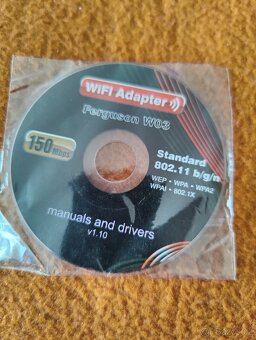 WiFI Adapter
Ferguson W03
150 Mbps
Standard
802.11 b/g/n
WEP • WPA • WPA2
WPAI • 802.1X
manuals and drivers
v1.10